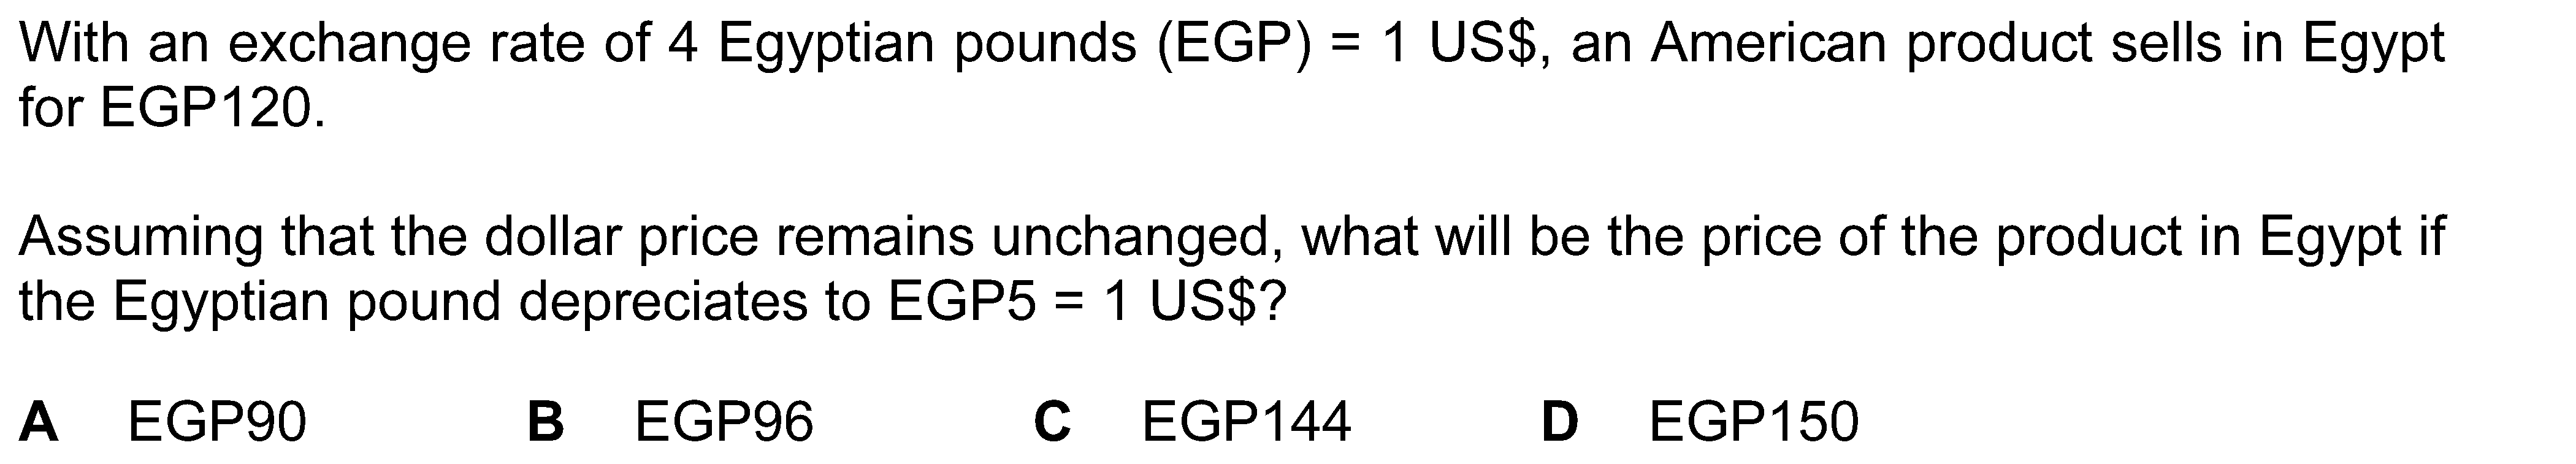 With an exchange rate of 4 Egyptian pounds (EGP) = 1 US$, an American product sells in Egypt
for EGP120.
Assuming that the dollar price remains unchanged, what will be the price of the product in Egypt if
the Egyptian pound depreciates to EGP5 = 1 US$?
A EGP90 B EGP96 C EGP144 D EGP150